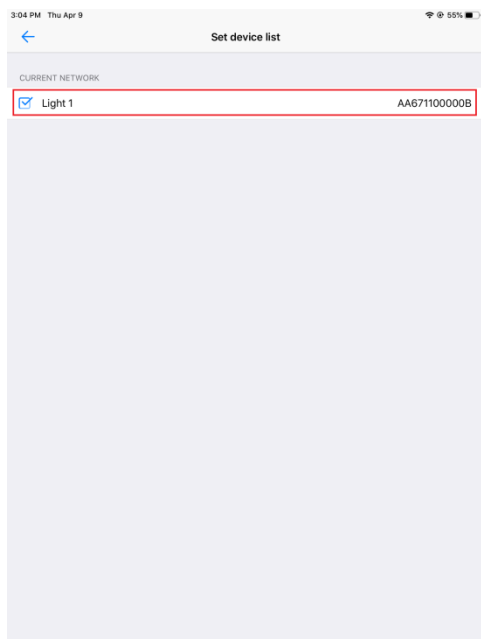 3:04 PM Thu Apr 9 55%
Set device list
CURRENT NETWORK
Light 1 AA671100000B